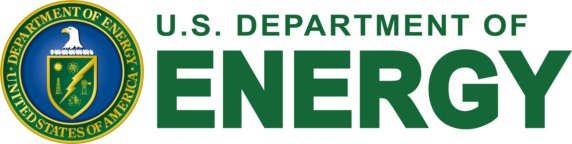 DEPARTMENT OF ENERGY
UNITED STATES OF AMERICA
U.S. DEPARTMENT OF
ENERGY